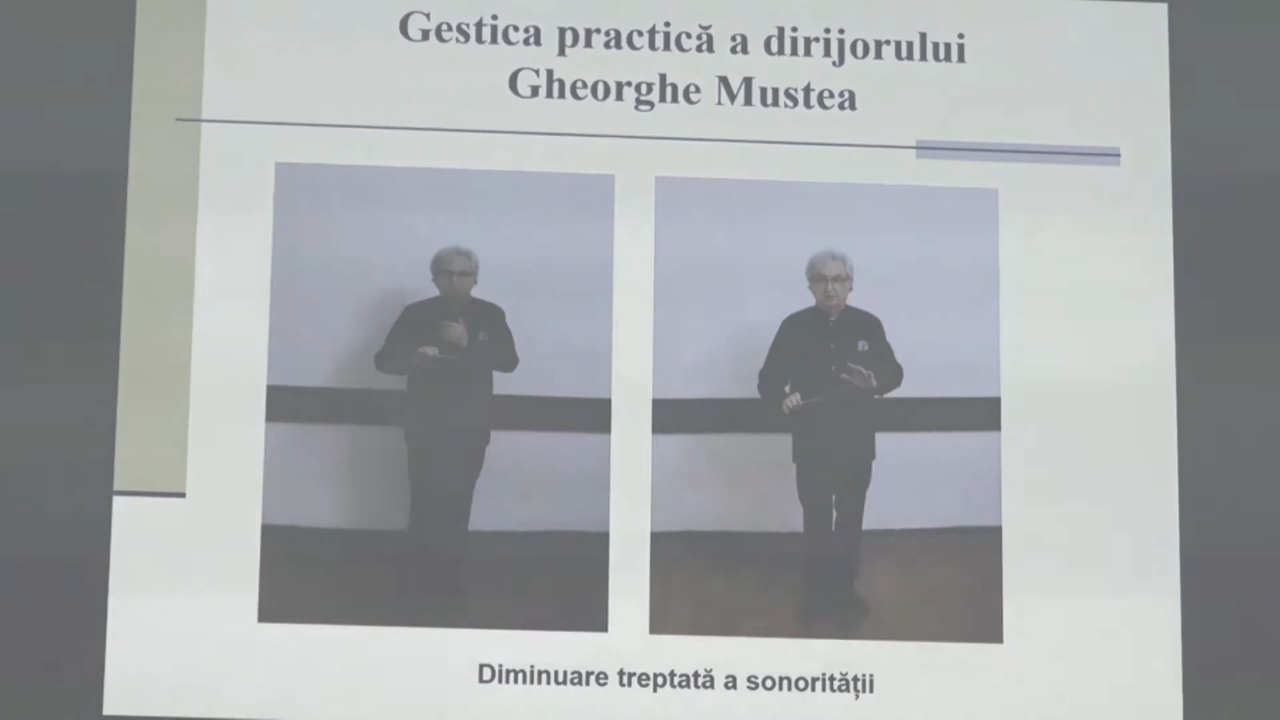 Gestica practică a dirijorului
Gheorghe Mustea
Diminuare treptată a sonorității